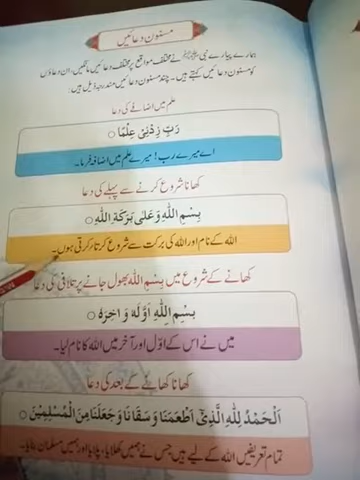 مسنون دعائیں
ہمارے پیارے نبی ﷺ نے مختلف مواقع پر مختلف دعائیں مانگیں، ان دعاؤں
کو مسنون دعائیں کہتے ہیں۔ چند مسنون دعائیں مندرجہ ذیل ہیں:
علم میں اضافے کی دعا
رَبِّ زِدْنِیْ عِلْمًا ○
اے میرے رب! میرے علم میں اضافہ فرما۔
کھانا شروع کرنے سے پہلے کی دعا
بِسْمِ اللّٰهِ وَعَلٰی بَرَكَةِ اللّٰهِ ○
اللہ کے نام اور اللہ کی برکت سے شروع کرتا/کرتی ہوں۔
کھانے کے شروع میں بِسْمِ اللّٰه بھول جانے پر تلافی کی دعا
بِسْمِ اللّٰهِ اَوَّلَهٗ وَ اٰخِرَهٗ ○
میں نے اس کے اوّل اور آخر میں اللہ کا نام لیا۔
کھانا کھانے کے بعد کی دعا
اَلْحَمْدُ لِلّٰهِ الَّذِیْٓ اَطْعَمَنَا وَسَقَانَا وَجَعَلَنَا مِنَ الْمُسْلِمِیْنَ ○
تمام تعریفیں اللہ کے لیے ہیں جس نے ہمیں کھلایا، پلایا اور ہمیں مسلمان بنایا۔